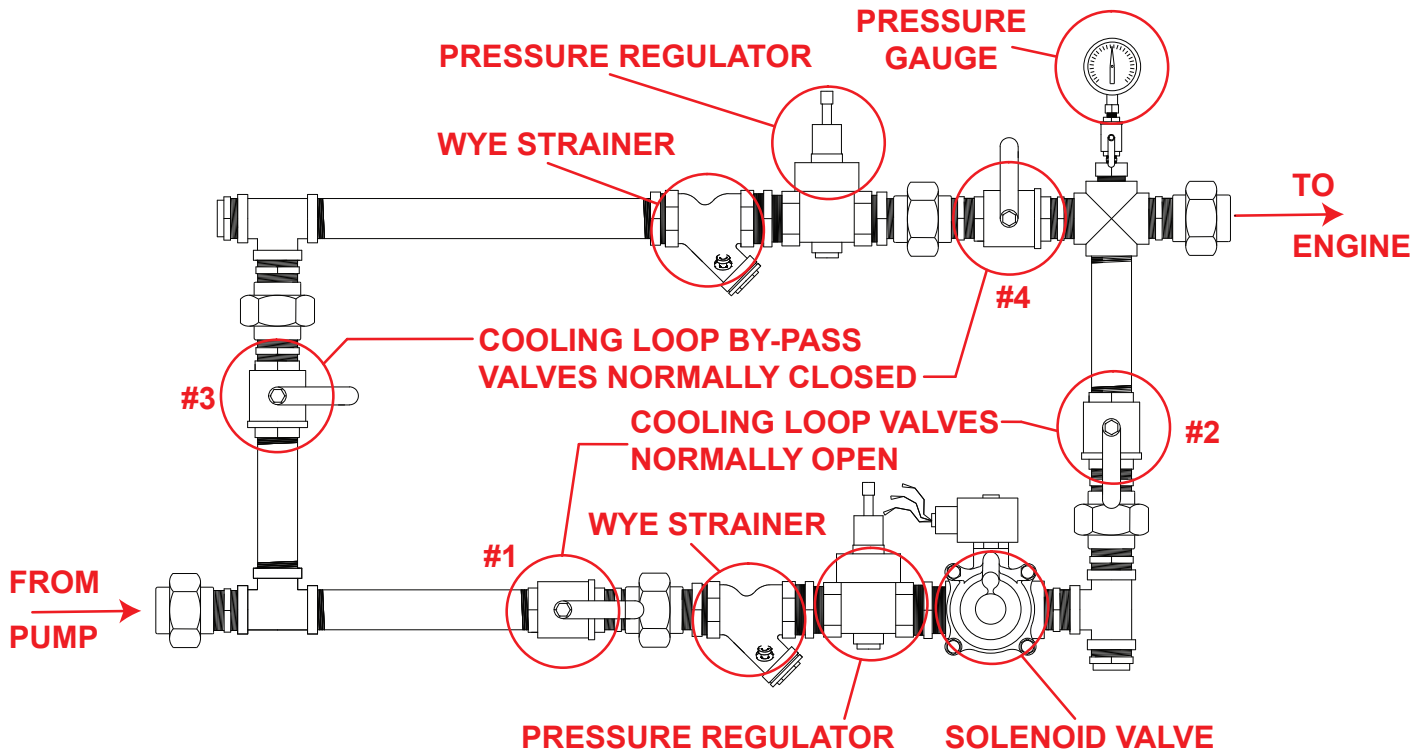 PRESSURE
GAUGE
PRESSURE REGULATOR
WYE STRAINER
TO
ENGINE
#4
COOLING LOOP BY-PASS
VALVES NORMALLY CLOSED
#3
COOLING LOOP VALVES
NORMALLY OPEN
#2
WYE STRAINER
#1
FROM
PUMP
PRESSURE REGULATOR
SOLENOID VALVE